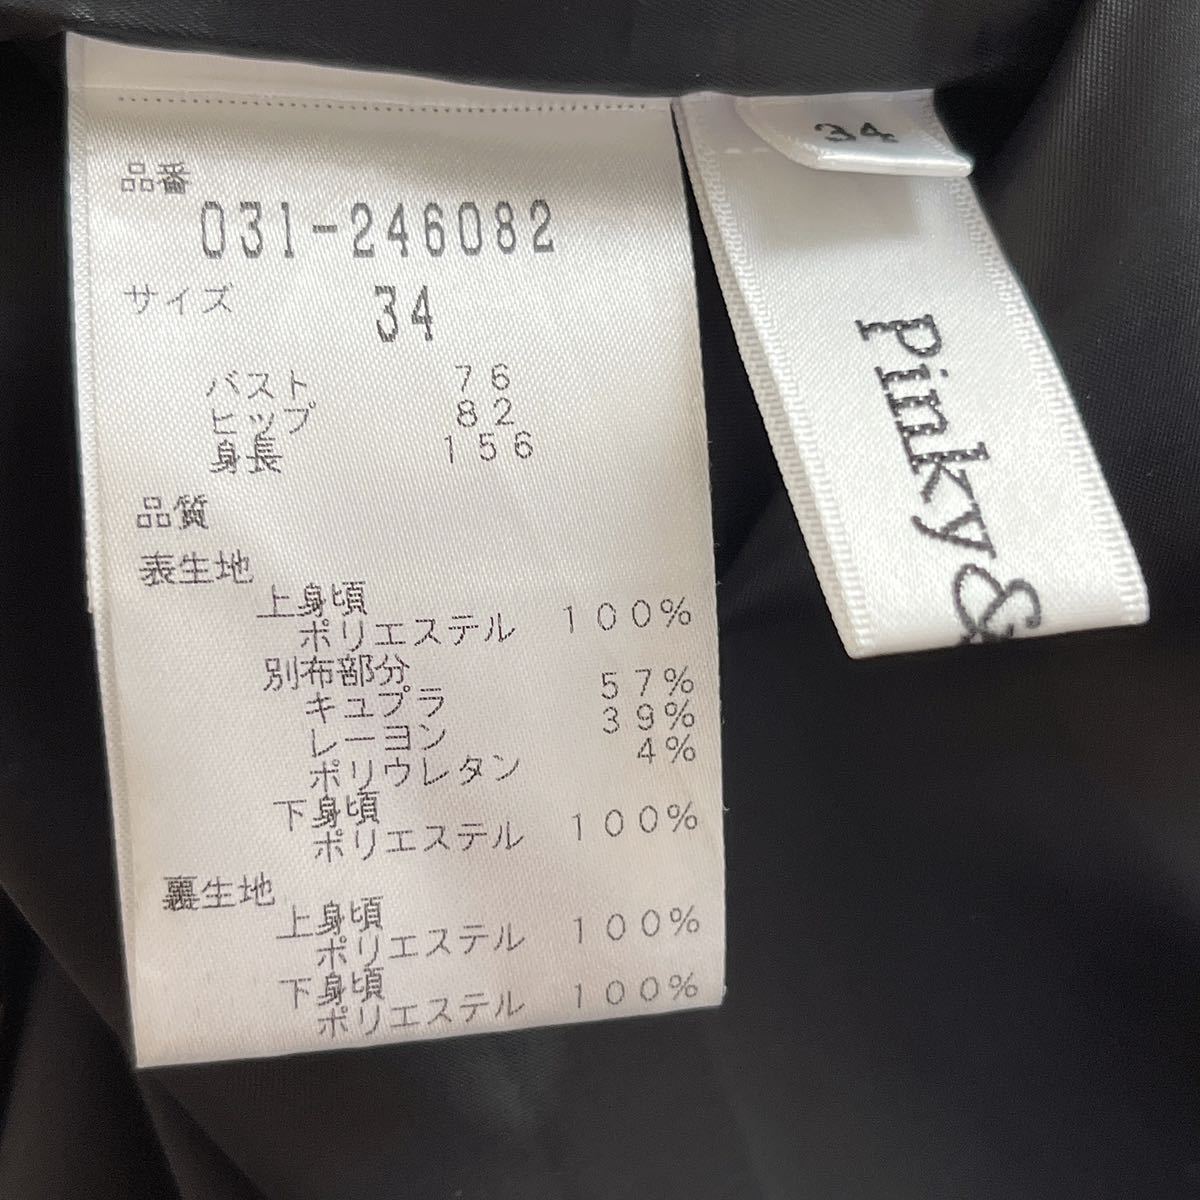 品番
031-246082
サイズ 34
バスト 76
ヒップ 82
身長 156
品質
表生地
上身頃
ポリエステル 100%
別布部分
キュプラ 57%
レーヨン 39%
ポリウレタン 4%
下身頃
ポリエステル 100%
裏生地
上身頃
ポリエステル 100%
下身頃
ポリエステル 100%
34
Pinky&